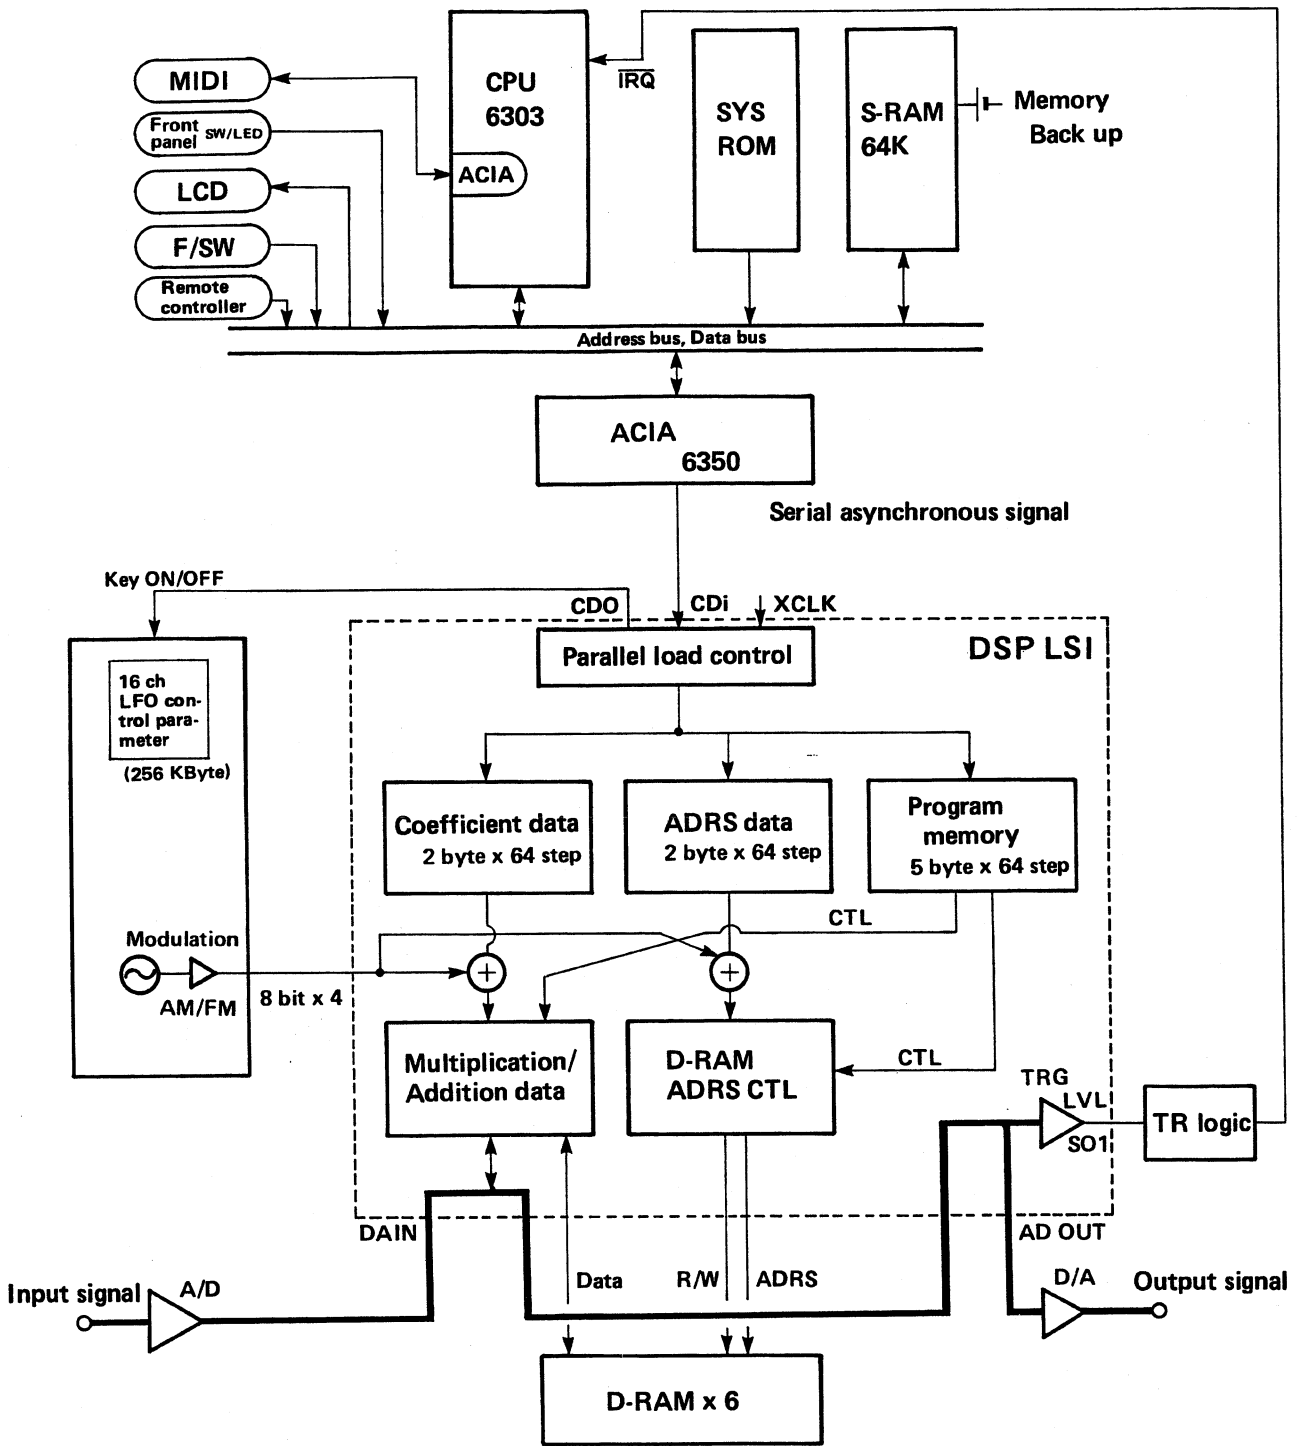 CPU
6303
IRQ
MIDI
Front
panel SW/LED
LCD
F/SW
Remote
controller
ACIA
SYS
ROM
S-RAM
64K
Memory
Back up
Address bus, Data bus
ACIA
6350
Serial asynchronous signal
Key ON/OFF
CDO
CDi
XCLK
Parallel load control
DSP LSI
16 ch
LFO con-
trol para-
meter
(256 KByte)
Coefficient data
2 byte x 64 step
ADRS data
2 byte x 64 step
Program
memory
5 byte x 64 step
CTL
Modulation
AM/FM
8 bit x 4
Multiplication/
Addition data
D-RAM
ADRS CTL
CTL
TRG
LVL
SO1
TR logic
DAIN
AD OUT
Input signal
A/D
Data
R/W
ADRS
D/A
Output signal
D-RAM x 6